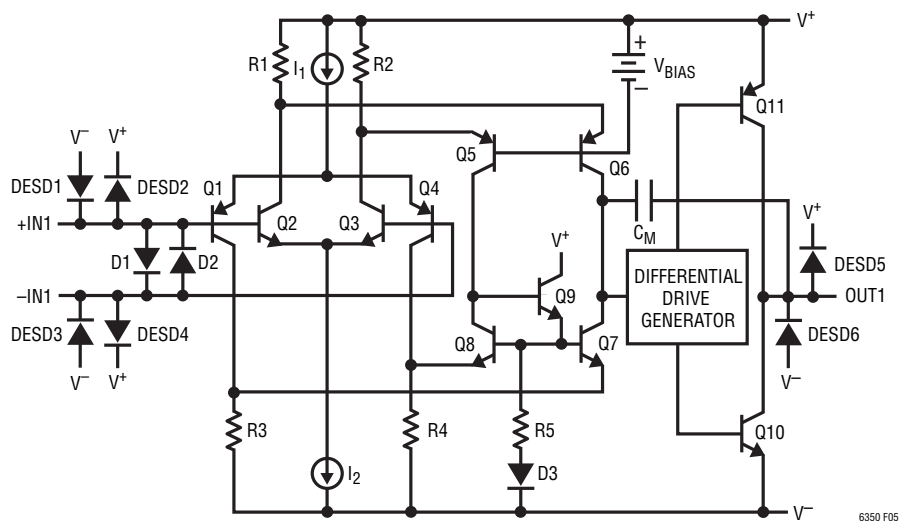 V+
R1
I1
R2
+
VBIAS
–
Q11
V– V+
Q5
Q6
DESD1
DESD2
Q1
Q4
+IN1
Q2
Q3
CM
V+
D1
D2
V+
DESD5
DIFFERENTIAL
DRIVE
GENERATOR
–IN1
Q9
OUT1
DESD3
DESD4
Q8
Q7
DESD6
V– V+
V–
R3
R4
R5
Q10
I2
D3
V–
6350 F05